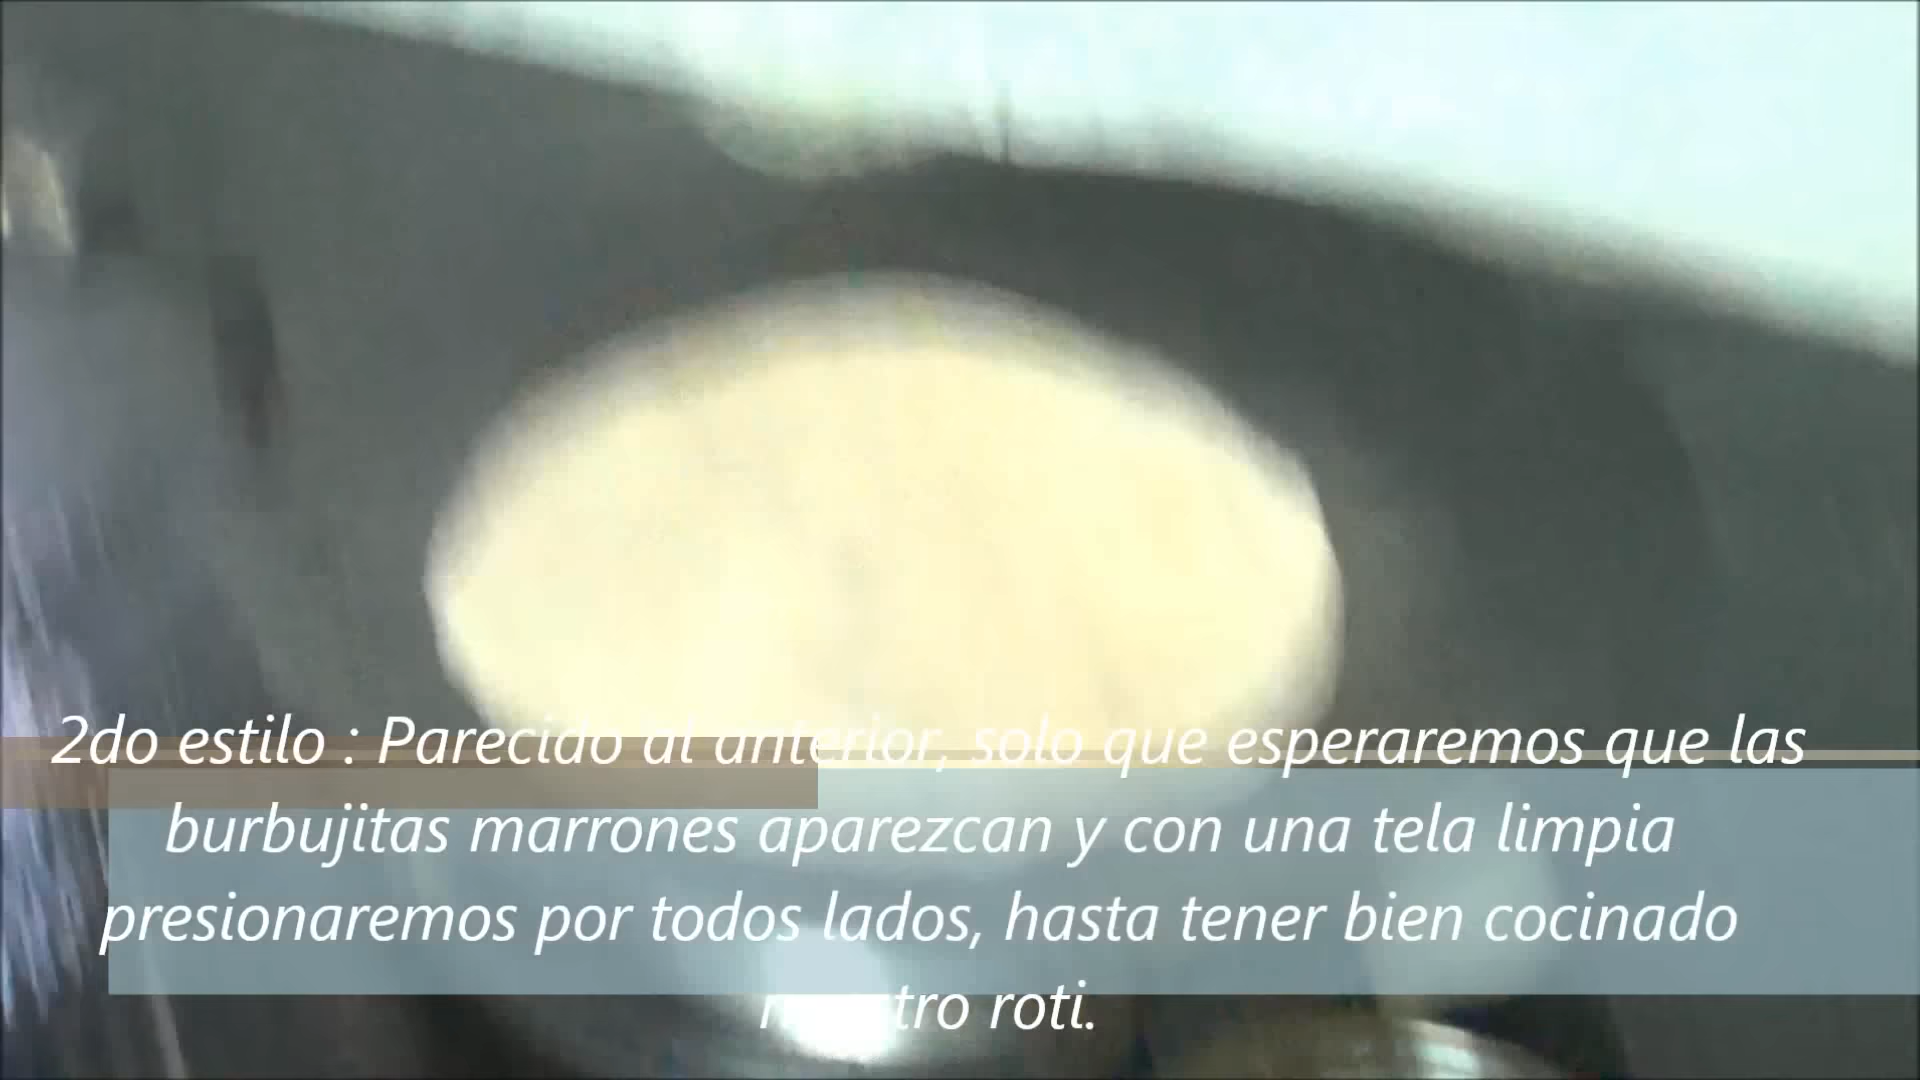 2do estilo : Parecido al anterior, solo que esperaremos que las
burbujitas marrones aparezcan y con una tela limpia
presionaremos por todos lados, hasta tener bien cocinado
roti.